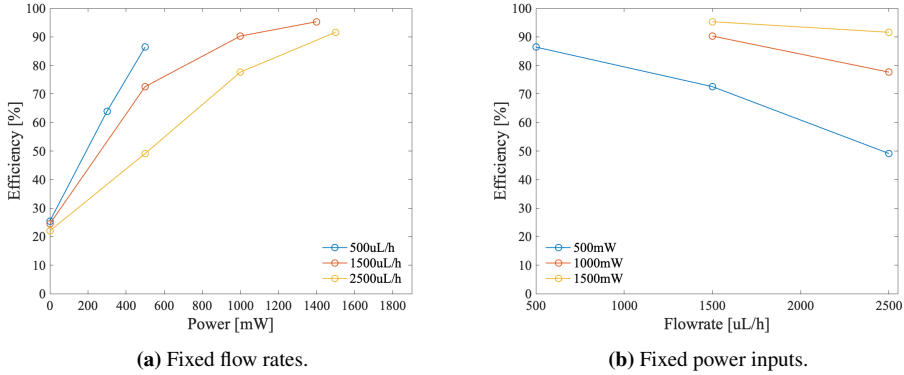 100
90
80
70
60
50
40
30
20
10
0
Efficiency [%]
0 200 400 600 800 1000 1200 1400 1600 1800
Power [mW]
500uL/h
1500uL/h
2500uL/h
(a) Fixed flow rates.
100
90
80
70
60
50
40
30
20
10
0
Efficiency [%]
500 1000 1500 2000 2500
Flowrate [uL/h]
500mW
1000mW
1500mW
(b) Fixed power inputs.